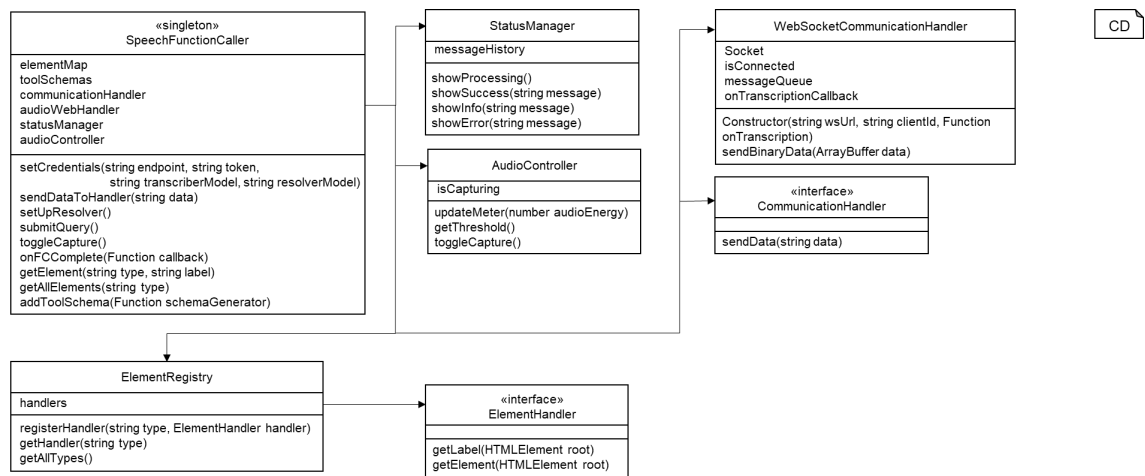 «singleton»
SpeechFunctionCaller
elementMap
toolSchemas
communicationHandler
audioWebHandler
statusManager
audioController
setCredentials(string endpoint, string token,
string transcriberModel, string resolverModel)
sendDataToHandler(string data)
setUpResolver()
submitQuery()
toggleCapture()
onFCComplete(Function callback)
getElement(string type, string label)
getAllElements(string type)
addToolSchema(Function schemaGenerator)
StatusManager
messageHistory
showProcessing()
showSuccess(string message)
showInfo(string message)
showError(string message)
AudioController
isCapturing
updateMeter(number audioEnergy)
getThreshold()
toggleCapture()
WebSocketCommunicationHandler
Socket
isConnected
messageQueue
onTranscriptionCallback
Constructor(string wsUrl, string clientId, Function
onTranscription)
sendBinaryData(ArrayBuffer data)
«interface»
CommunicationHandler
sendData(string data)
CD
ElementRegistry
handlers
registerHandler(string type, ElementHandler handler)
getHandler(string type)
getAllTypes()
«interface»
ElementHandler
getLabel(HTMLElement root)
getElement(HTMLElement root)